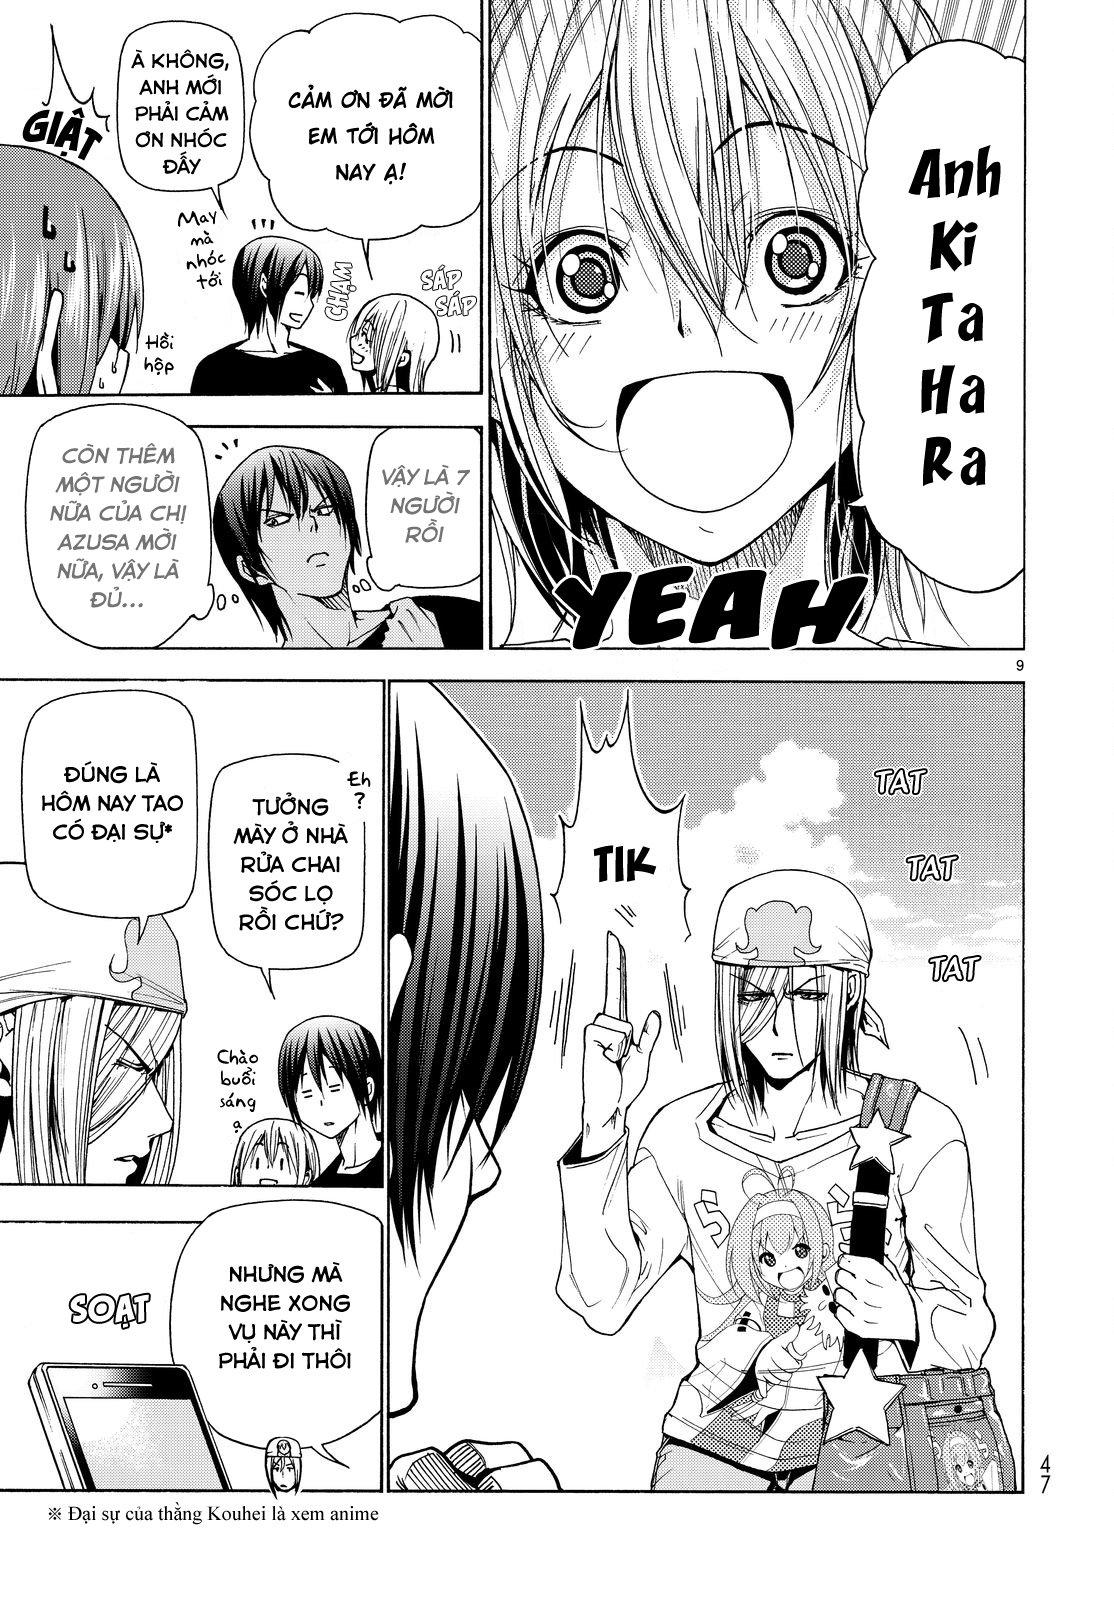 Anh
Ki
Ta
Ha
Ra
YEAH
CẢM ƠN ĐÃ MỜI
EM TỚI HÔM
NAY Ạ!
À KHÔNG,
ANH MỚI
PHẢI CẢM
ƠN NHÓC
ĐẤY
May
mà
nhóc
tới
GIẬT
CHẠM
SÁP
SÁP
Hồi
hộp
VẬY LÀ 7
NGƯỜI
RỒI
CÒN THÊM
MỘT NGƯỜI
NỮA CỦA CHỊ
AZUSA MỜI
NỮA, VẬY LÀ
ĐỦ...
9
TIK
TAT
TAT
TAT
ら
Eh
?
TƯỞNG
MÀY Ở NHÀ
RỬA CHAI
SÓC LỌ
RỒI CHỨ?
ĐÚNG LÀ
HÔM NAY TAO
CÓ ĐẠI SỰ*
Chào
buổi
sáng
ạ
NHƯNG MÀ
NGHE XONG
VỤ NÀY THÌ
PHẢI ĐI THÔI
SOẠT
47
※ Đại sự của thằng Kouhei là xem anime